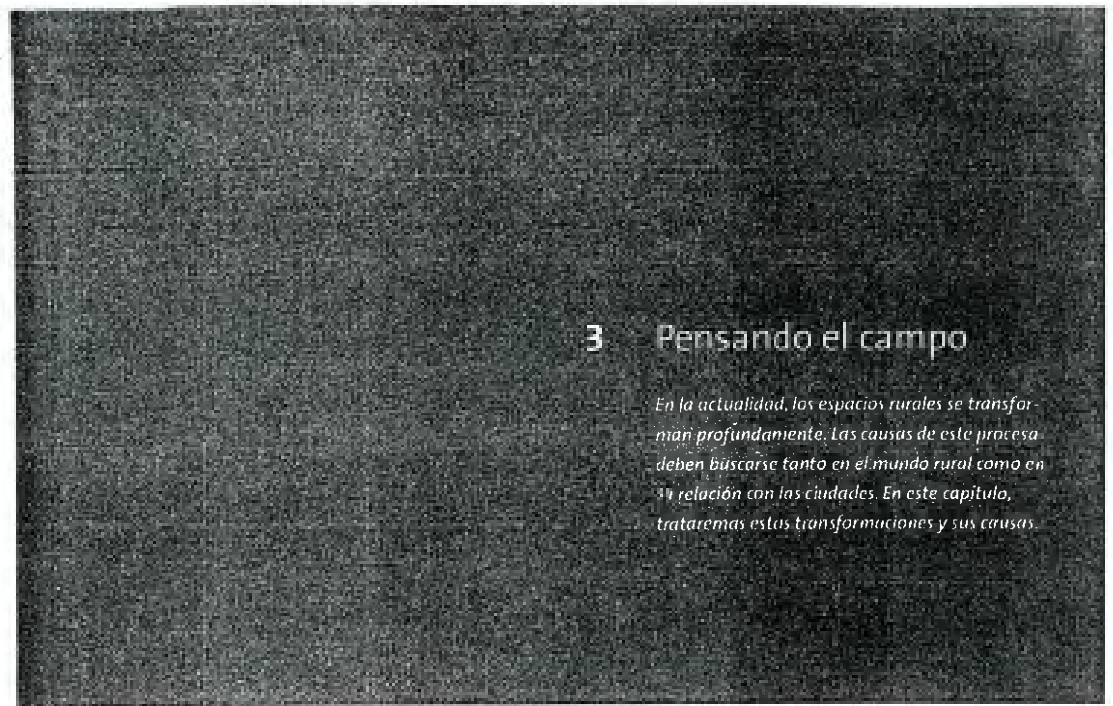 3 Pensando el campo
En la actualidad, los espacios rurales se transfor-
man profundamente. Las causas de este proceso
deben buscarse tanto en el mundo rural como en
relación con las ciudades. En este capítulo,
trataremos estas transformaciones y sus causas.